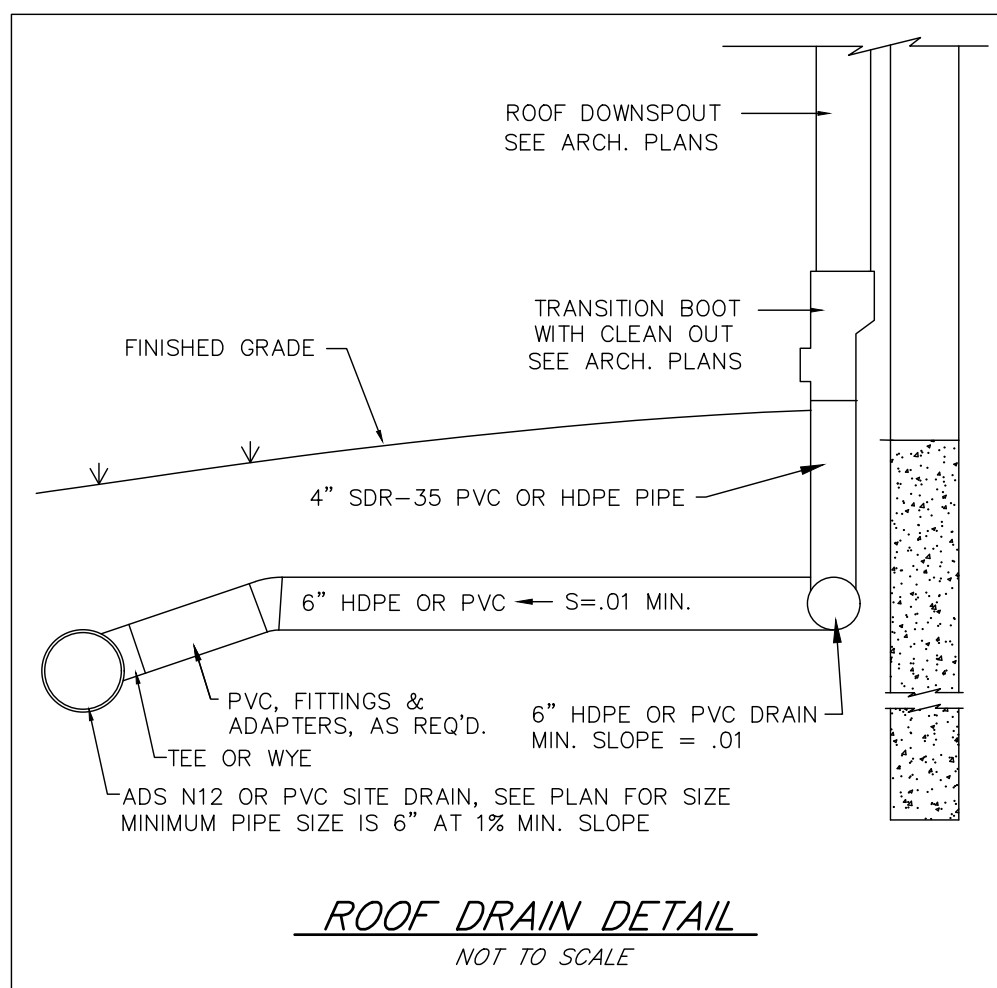 ROOF DOWNSPOUT
SEE ARCH. PLANS
TRANSITION BOOT
WITH CLEAN OUT
SEE ARCH. PLANS
FINISHED GRADE
4" SDR-35 PVC OR HDPE PIPE
6" HDPE OR PVC
S=.01 MIN.
PVC, FITTINGS &
ADAPTERS, AS REQ'D.
6" HDPE OR PVC DRAIN
MIN. SLOPE = .01
TEE OR WYE
ADS N12 OR PVC SITE DRAIN, SEE PLAN FOR SIZE
MINIMUM PIPE SIZE IS 6" AT 1% MIN. SLOPE
ROOF DRAIN DETAIL
NOT TO SCALE